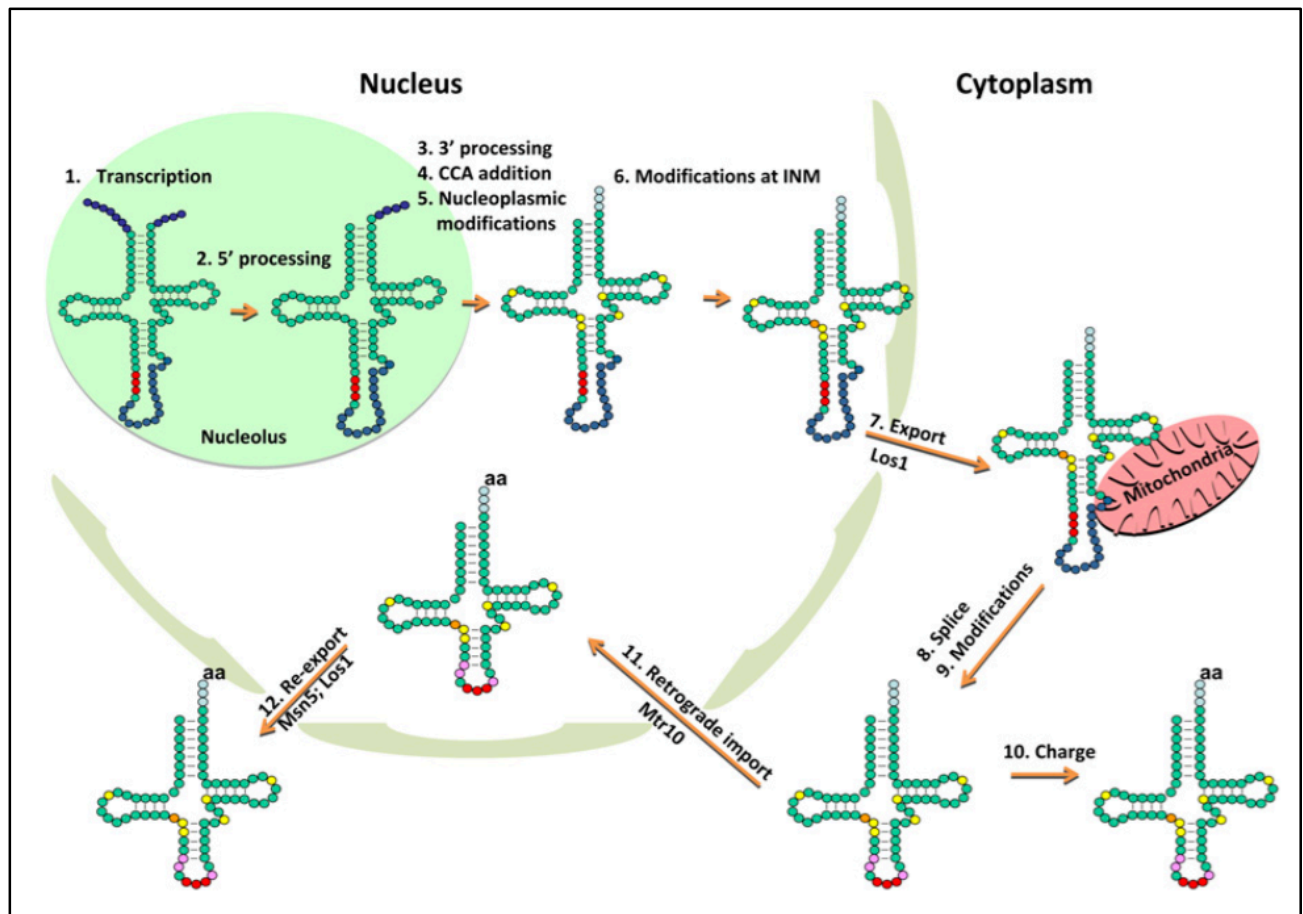 Nucleus
Cytoplasm
1. Transcription
2. 5’ processing
3. 3’ processing
4. CCA addition
5. Nucleoplasmic
modifications
6. Modifications at INM
Nucleolus
7. Export
Los1
Mitochondria
8. Splice
9. Modifications
10. Charge
aa
11. Retrograde import
Mtr10
aa
12. Re-export
Msn5; Los1
aa